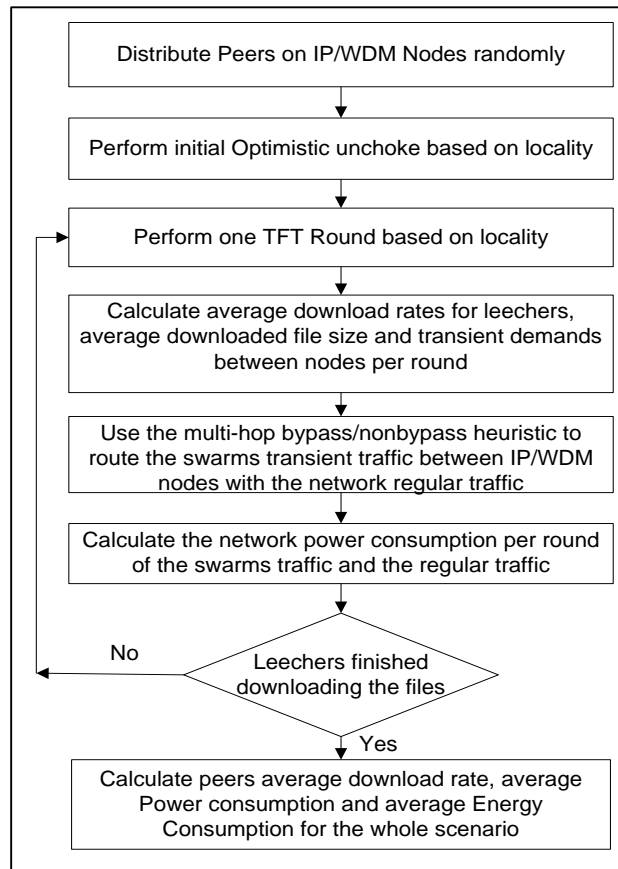 Distribute Peers on IP/WDM Nodes randomly
Perform initial Optimistic unchoke based on locality
Perform one TFT Round based on locality
Calculate average download rates for leechers,
average downloaded file size and transient demands
between nodes per round
Use the multi-hop bypass/nonbypass heuristic to
route the swarms transient traffic between IP/WDM
nodes with the network regular traffic
Calculate the network power consumption per round
of the swarms traffic and the regular traffic
No
Leechers finished
downloading the files
Yes
Calculate peers average download rate, average
Power consumption and average Energy
Consumption for the whole scenario